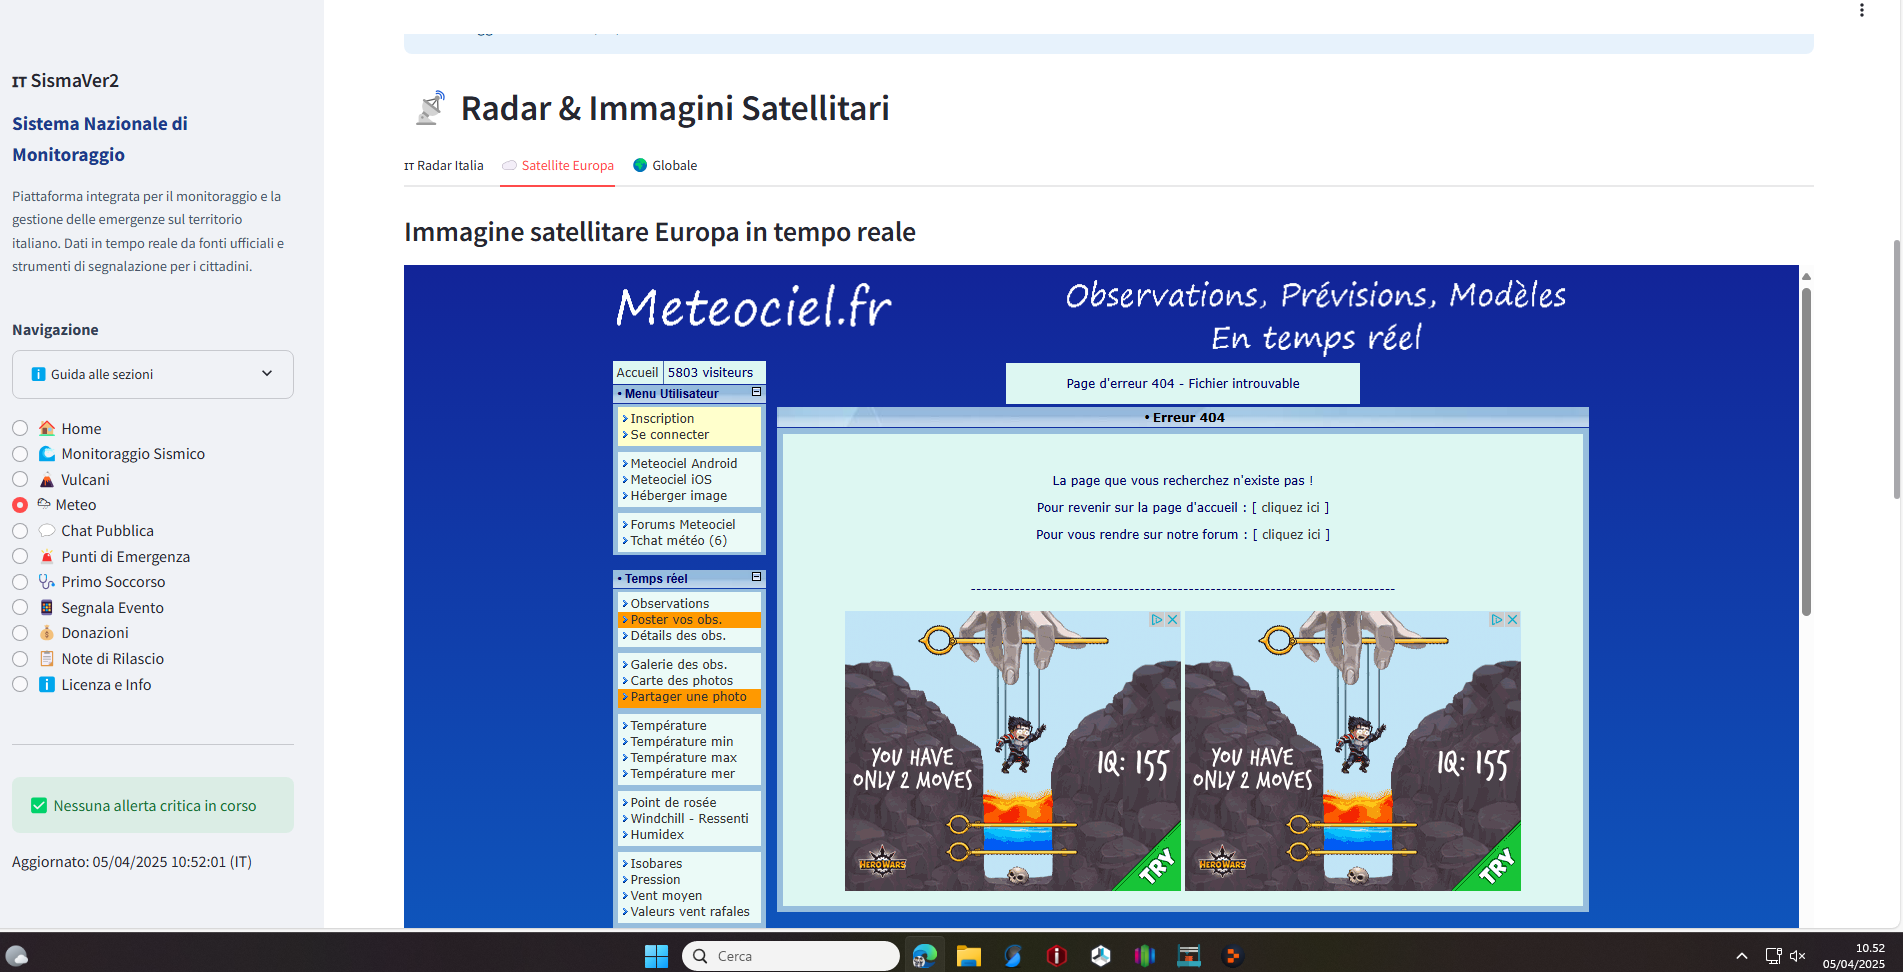 IT SismaVer2
Sistema Nazionale di
Monitoraggio
Piattaforma integrata per il monitoraggio e la
gestione delle emergenze sul territorio
italiano. Dati in tempo reale da fonti ufficiali e
strumenti di segnalazione per i cittadini.
Navigazione
Guida alle sezioni
Home
Monitoraggio Sismico
Vulcani
Meteo
Chat Pubblica
Punti di Emergenza
Primo Soccorso
Segnala Evento
Donazioni
Note di Rilascio
Licenza e Info
Nessuna allerta critica in corso
Aggiornato: 05/04/2025 10:52:01 (IT)
Radar & Immagini Satellitari
IT Radar Italia
Satellite Europa
Globale
Immagine satellitare Europa in tempo reale
Meteociel.fr
Observations, Prévisions, Modèles
En temps réel
Accueil
5803 visiteurs
• Menu Utilisateur
Inscription
Se connecter
Meteociel Android
Meteociel iOS
Héberger image
Forums Meteociel
Tchat météo (6)
• Temps réel
Observations
Poster vos obs.
Détails des obs.
Galerie des obs.
Carte des photos
Partager une photo
Température
Température min
Température max
Température mer
Point de rosée
Windchill - Ressenti
Humidex
Isobares
Pression
Vent moyen
Valeurs vent rafales
Page d'erreur 404 - Fichier introuvable
• Erreur 404
La page que vous recherchez n'existe pas !
Pour revenir sur la page d'accueil : [ cliquez ici ]
Pour vous rendre sur notre forum : [ cliquez ici ]
YOU HAVE
ONLY 2 MOVES
IQ: 155
HERO WARS
TRY
YOU HAVE
ONLY 2 MOVES
IQ: 155
HERO WARS
TRY
Cerca
10.52
05/04/2025